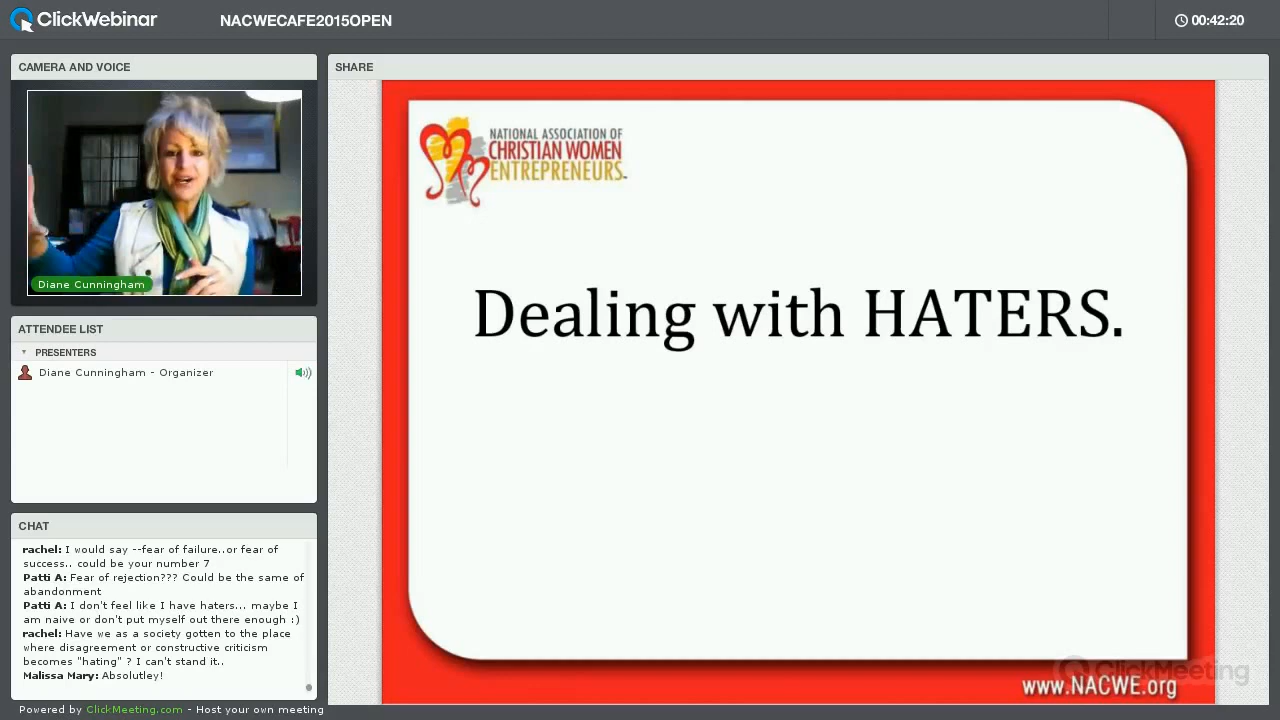 ClickWebinar
NACWECAFE2015OPEN
00:42:20
CAMERA AND VOICE
Diane Cunningham
ATTENDEE LIST
PRESENTERS
Diane Cunningham - Organizer
CHAT
rachel: I would say --fear of failure..or fear of
success.. could be your number 7
Patti A.: Fear of rejection??? Could be the same of
abandonment
Patti A.: I don't feel like I have haters... maybe I
am naive or don't put myself out there enough :)
rachel: have we as a society gotten to the place
where disagreement or constructive criticism
becomes
? I can't stand it..
Absoultely!
Powered by ClickMeeting.com - Host your own meeting
SHARE
NATIONAL ASSOCIATION OF
CHRISTIAN WOMEN
ENTREPRENEURS
Dealing with HATERS.
www.NACWE.org